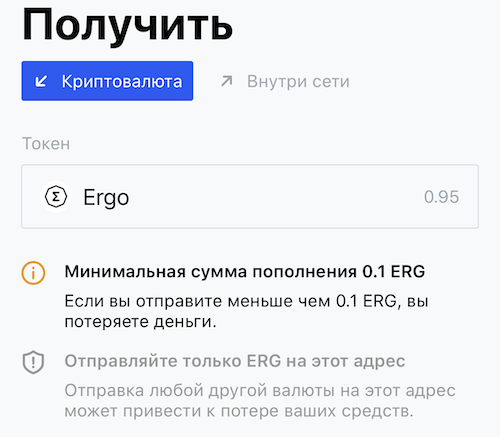 Получить
Криптовалюта Внутри сети
Токен
Ergo 0.95
Минимальная сумма пополнения 0.1 ERG
Если вы отправите меньше чем 0.1 ERG, вы
потеряете деньги.
Отправляйте только ERG на этот адрес
Отправка любой другой валюты на этот адрес
может привести к потере ваших средств.